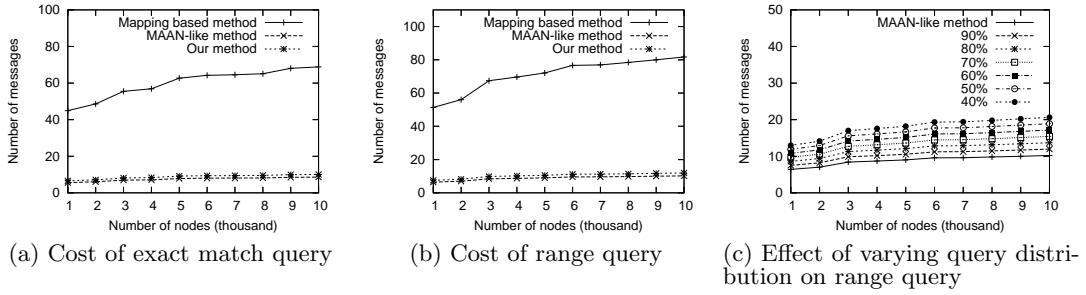 Number of messages
100
80
60
40
20
0
Mapping based method
MAAN-like method
Our method
1 2 3 4 5 6 7 8 9 10
Number of nodes (thousand)
(a) Cost of exact match query
Number of messages
100
80
60
40
20
0
Mapping based method
MAAN-like method
Our method
1 2 3 4 5 6 7 8 9 10
Number of nodes (thousand)
(b) Cost of range query
Number of messages
50
40
30
20
10
0
MAAN-like method
90%
80%
70%
60%
50%
40%
1 2 3 4 5 6 7 8 9 10
Number of nodes (thousand)
(c) Effect of varying query distri-
bution on range query